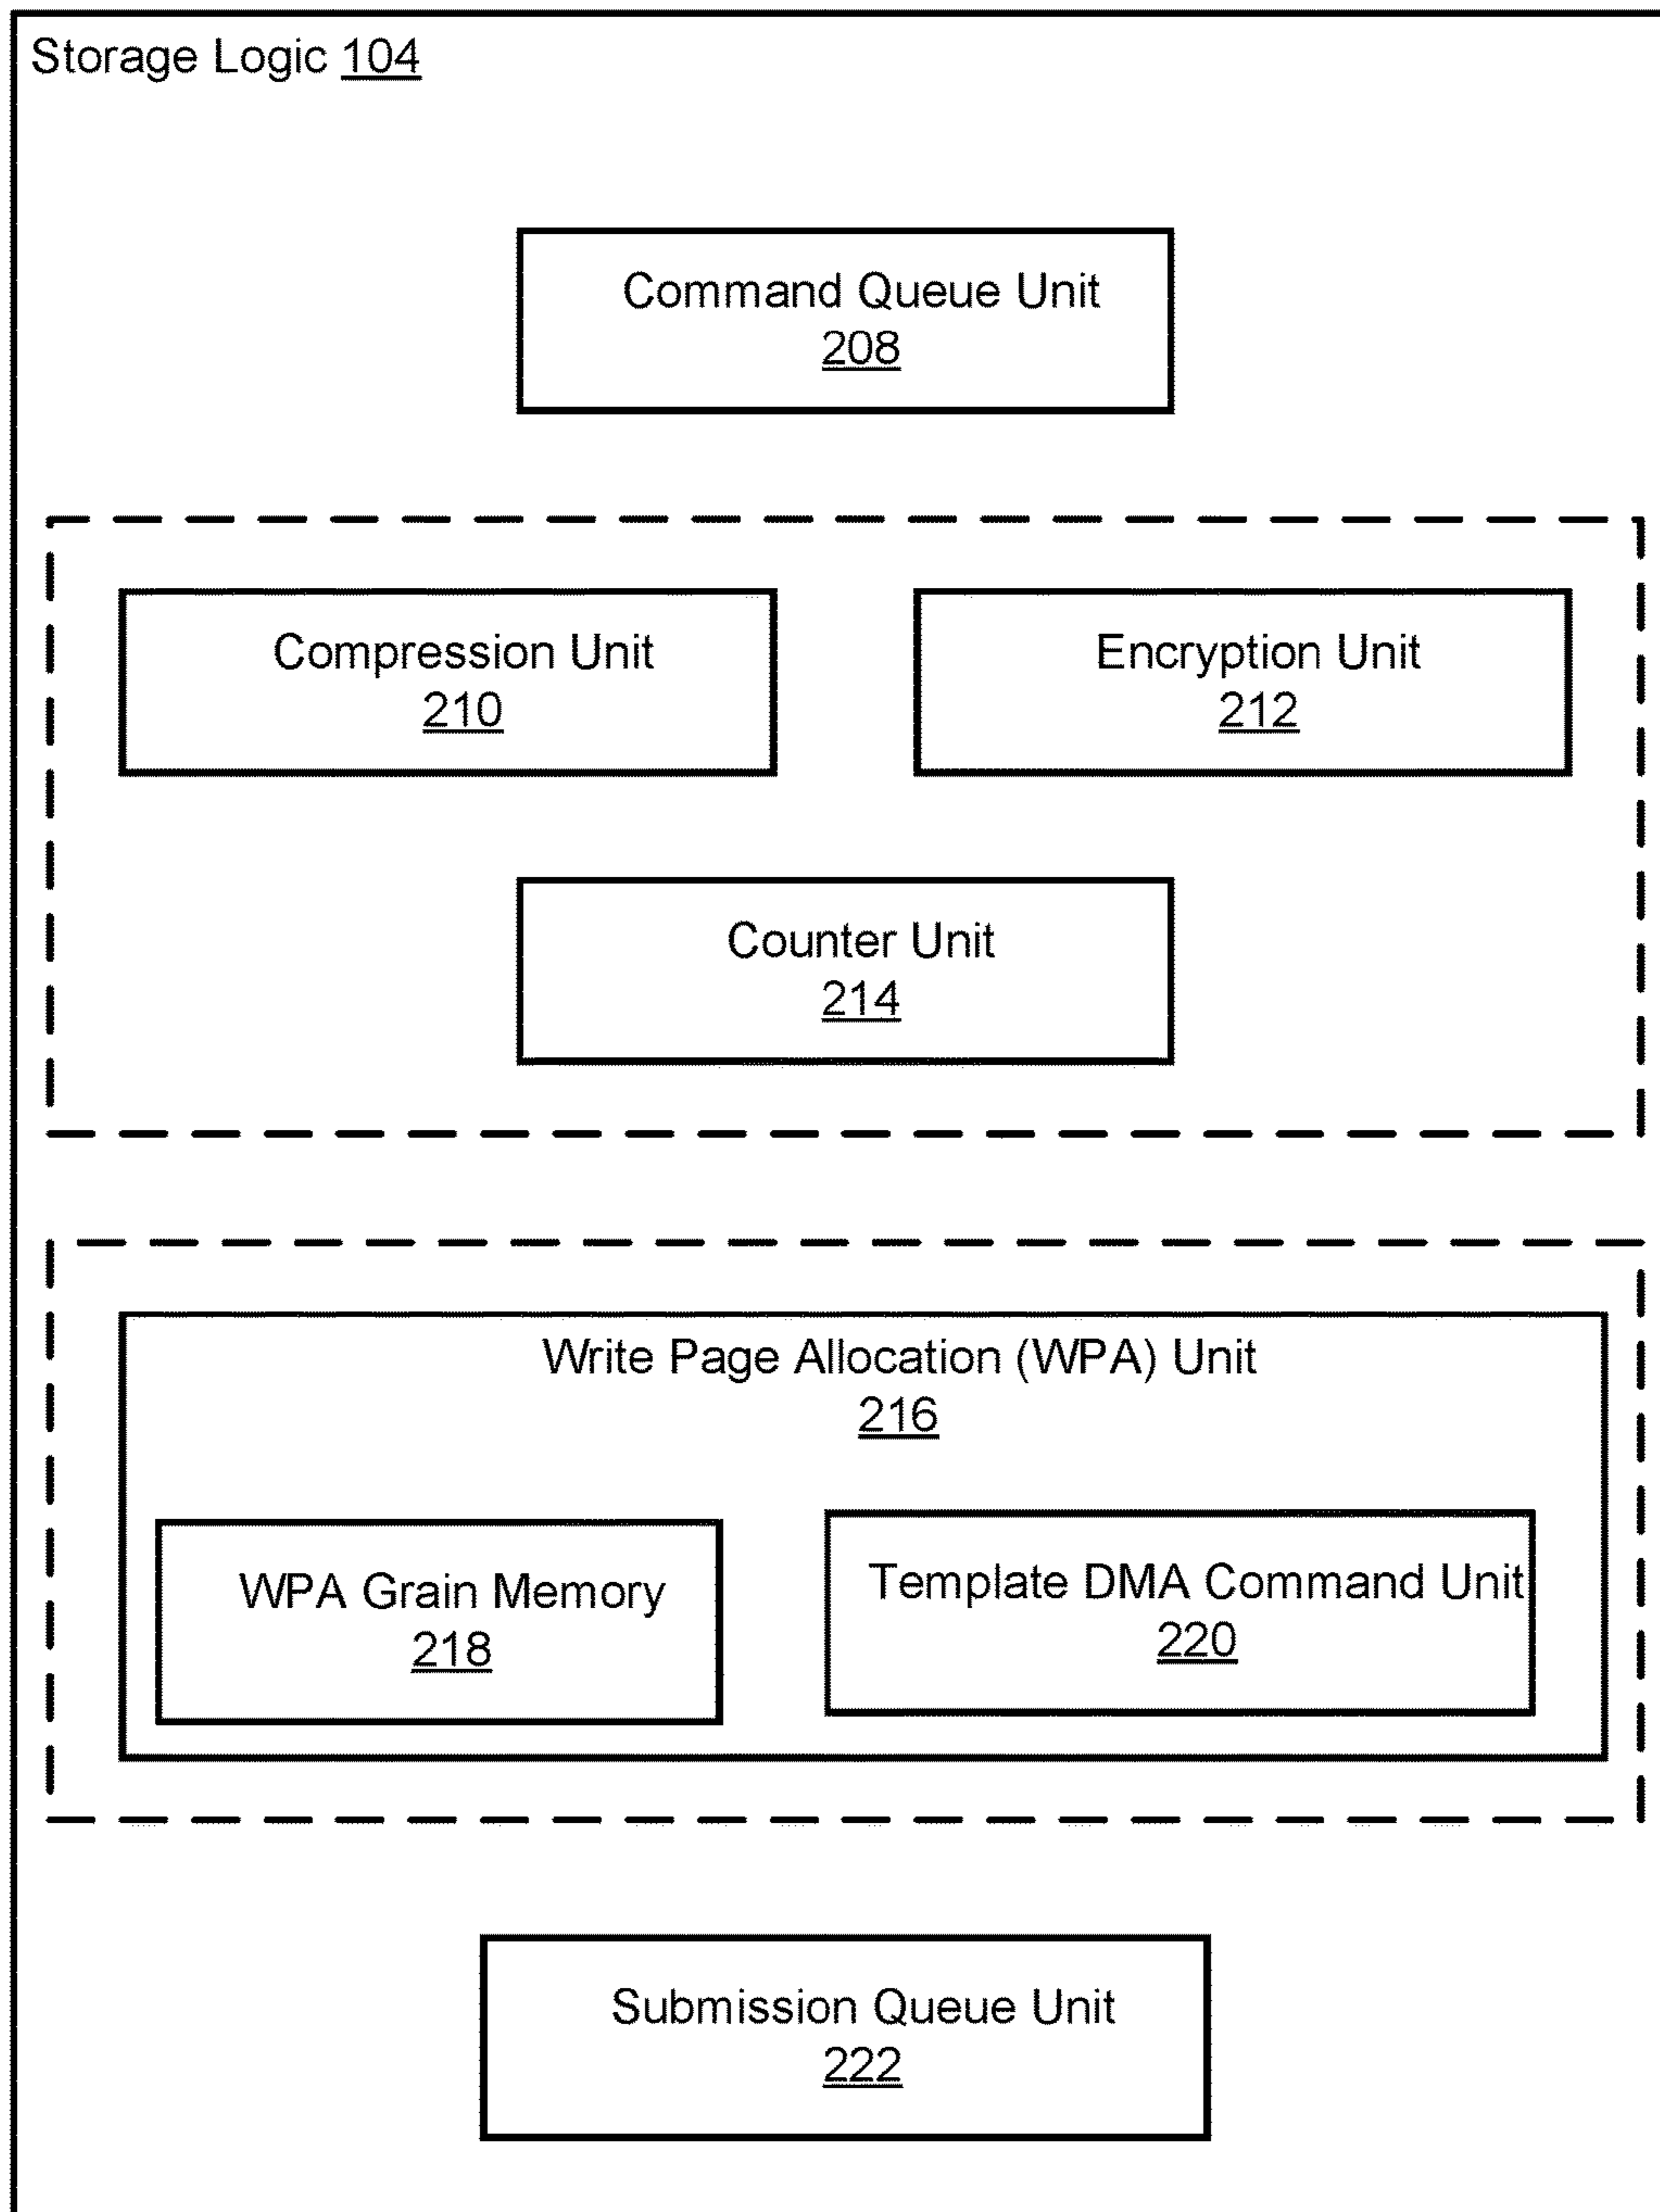 Storage Logic 104
Command Queue Unit
208
Compression Unit
210
Encryption Unit
212
Counter Unit
214
Write Page Allocation (WPA) Unit
216
WPA Grain Memory
218
Template DMA Command Unit
220
Submission Queue Unit
222